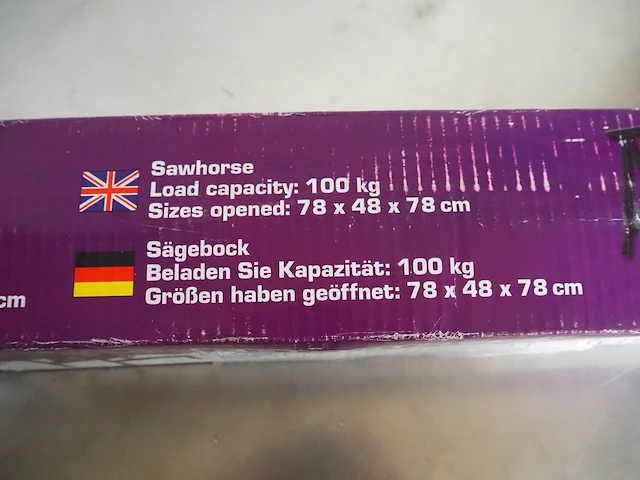 Sawhorse
Load capacity: 100 kg
Sizes opened: 78 x 48 x 78 cm
Sägebock
Beladen Sie Kapazität: 100 kg
Größen haben geöffnet: 78 x 48 x 78 cm
cm